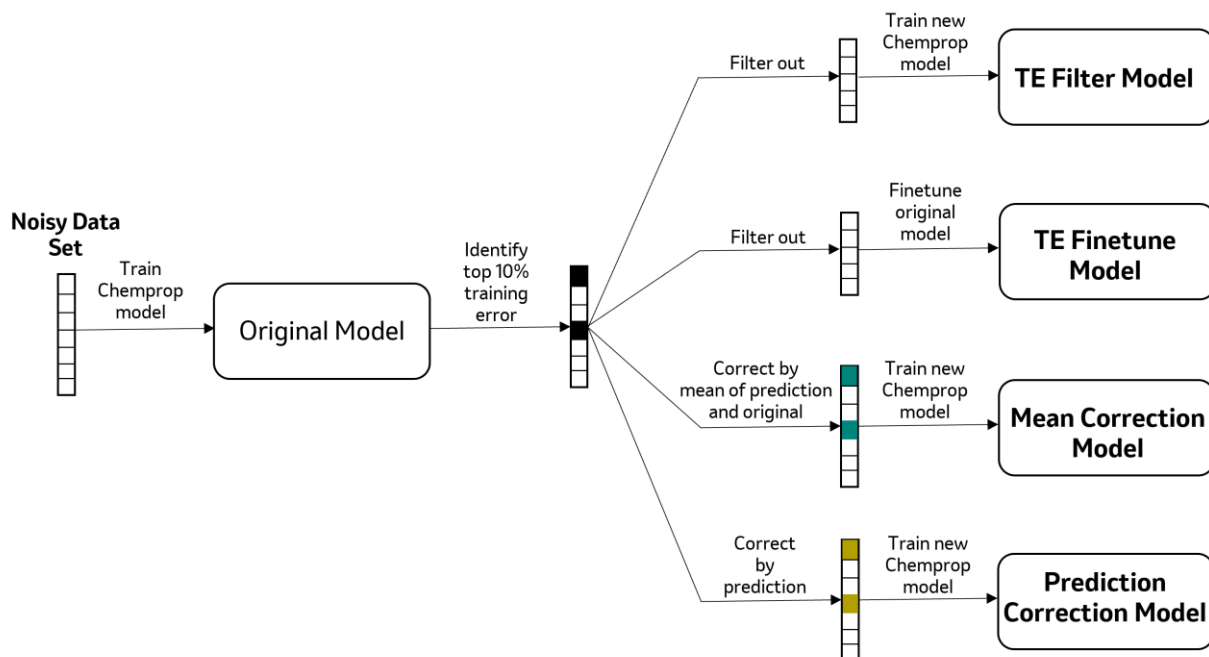 Noisy Data
Set
Train
Chemprop
model
Original Model
Identify
top 10%
training
error
Filter out
Train new
Chemprop
model
TE Filter Model
Filter out
Finetune
original
model
TE Finetune
Model
Correct by
mean of prediction
and original
Train new
Chemprop
model
Mean Correction
Model
Correct
by
prediction
Train new
Chemprop
model
Prediction
Correction Model